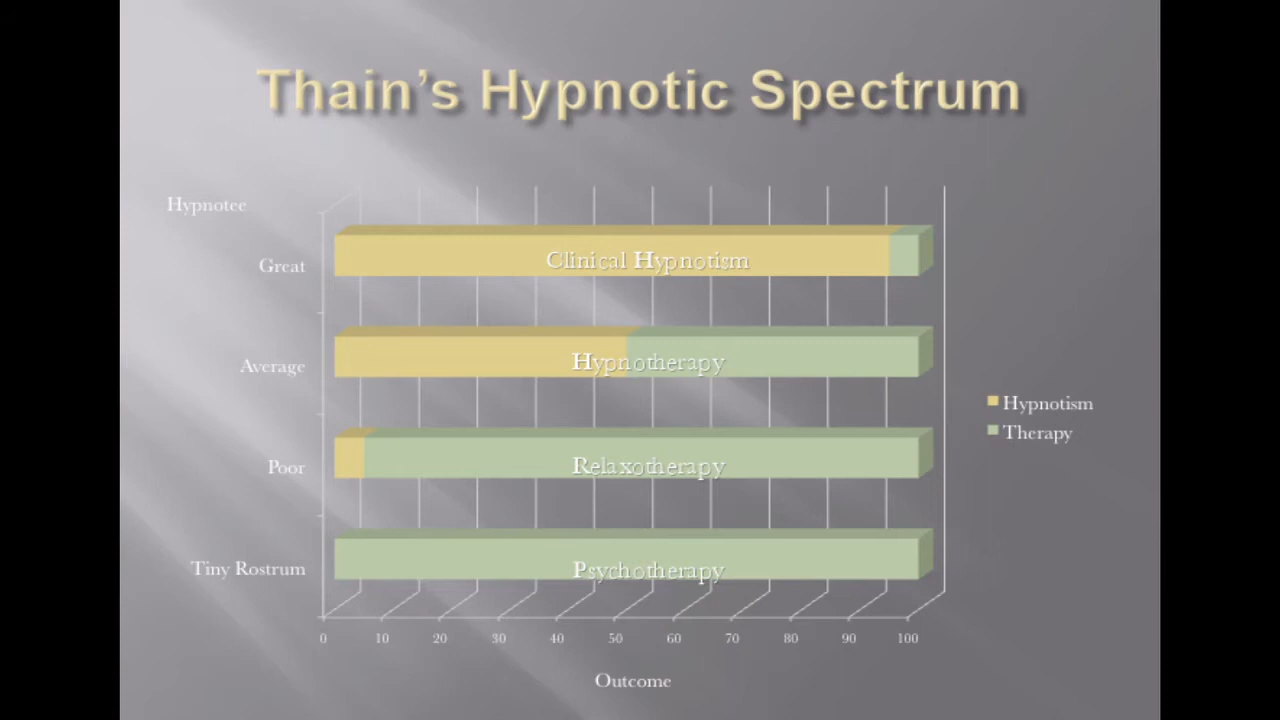 Thain's Hypnotic Spectrum
Hypnotee
Great
Clinical Hypnotism
Average
Hypnotherapy
Hypnotism
Therapy
Poor
Relaxotherapy
Tiny Rostrum
Psychotherapy
0 10 20 30 40 50 60 70 80 90 100
Outcome